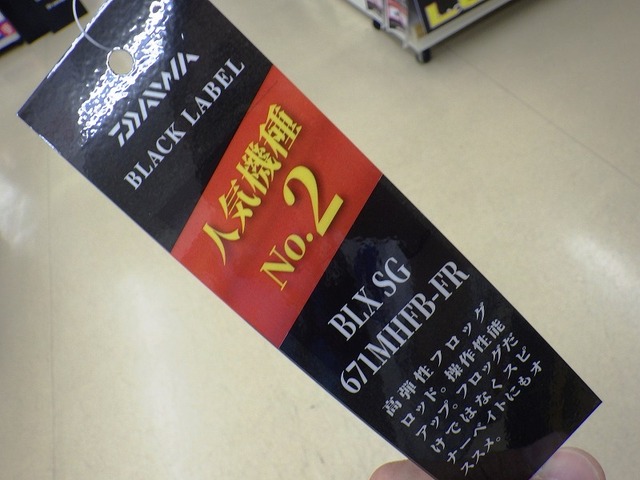 DAIWA
BLACK LABEL
人気機種
No.2
BLX SG
671MHFB-FR
高弾性フロッグ
ロッド。操作性能
アップ。フロッグだ
けではなくスピ
ナーベイトにもオ
ススメ。